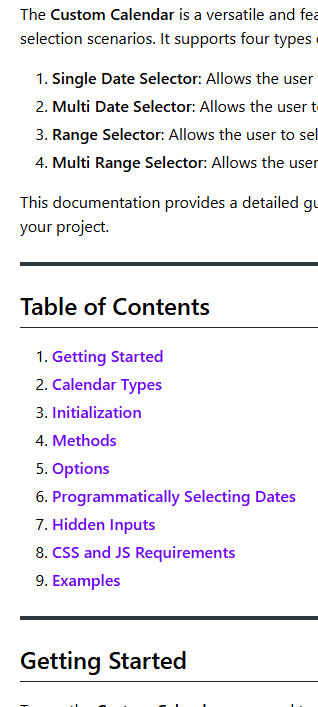 The Custom Calendar is a versatile and
selection scenarios. It supports four types
1. Single Date Selector: Allows the user
2. Multi Date Selector: Allows the user
3. Range Selector: Allows the user to
4. Multi Range Selector: Allows the user
This documentation provides a detailed
your project.
Table of Contents
1. Getting Started
2. Calendar Types
3. Initialization
4. Methods
5. Options
6. Programmatically Selecting Dates
7. Hidden Inputs
8. CSS and JS Requirements
9. Examples
Getting Started